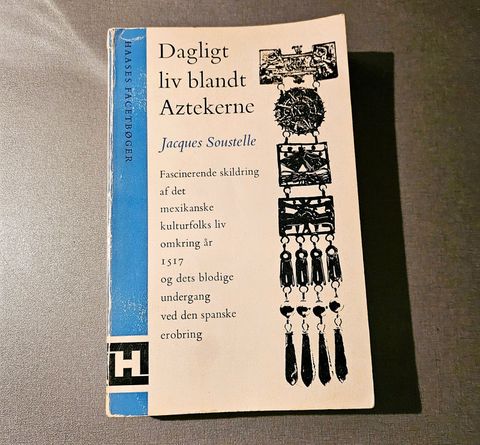 HAASES FACETBØGER
Dagligt
liv blandt
Aztekerne
Jacques Soustelle
Fascinerende skildring
af det
mexikanske
kulturfolks liv
omkring år
1517
og dets blodige
undergang
ved den spanske
erobring
H